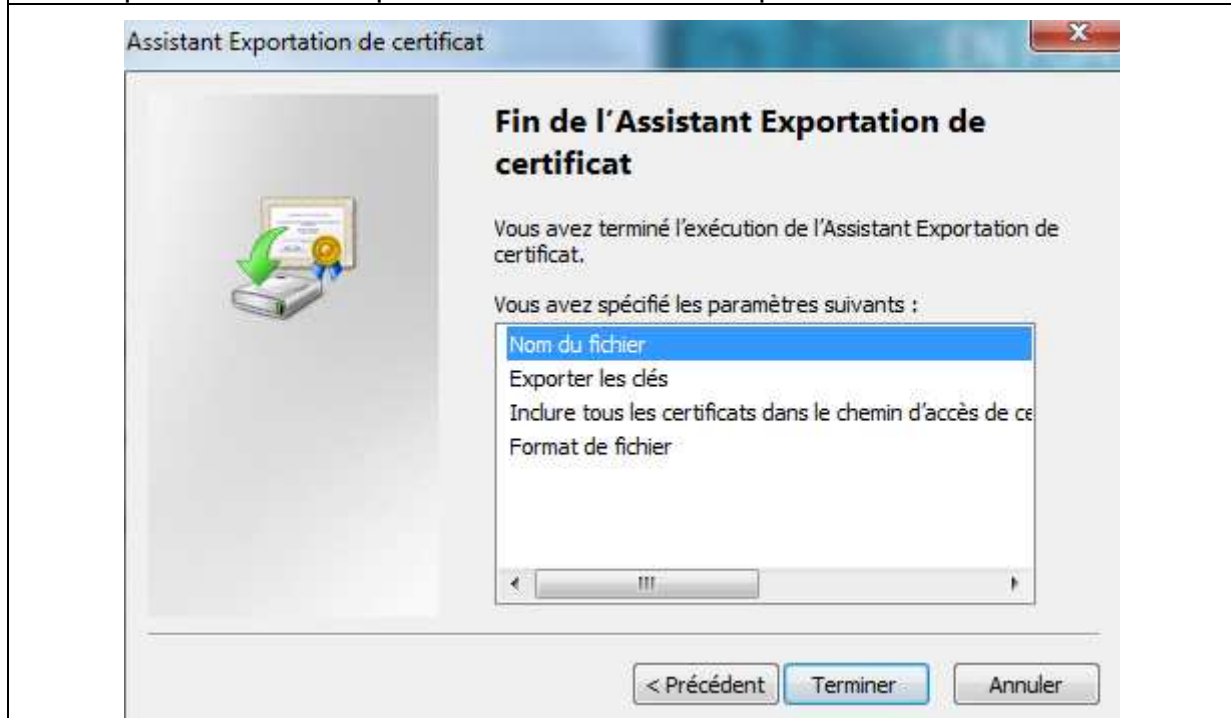 Assistant Exportation de certificat
Fin de l'Assistant Exportation de
certificat
Vous avez terminé l'exécution de l'Assistant Exportation de
certificat.
Vous avez spécifié les paramètres suivants :
Nom du fichier
Exporter les clés
Inclure tous les certificats dans le chemin d'accès de ce
Format de fichier
< Précédent Terminer Annuler